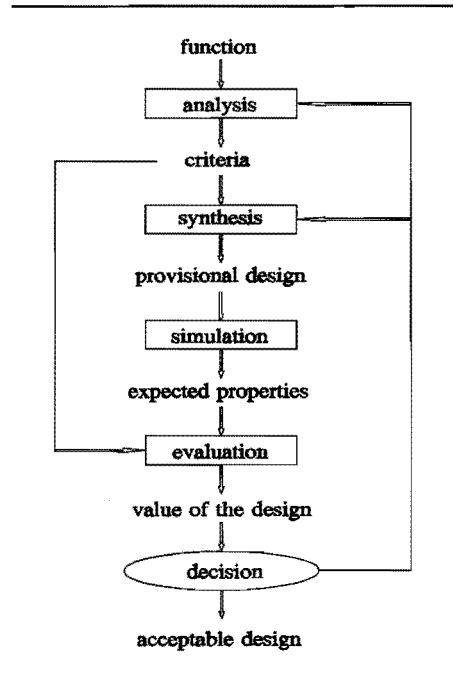 function
analysis
criteria
synthesis
provisional design
simulation
expected properties
evaluation
value of the design
decision
acceptable design